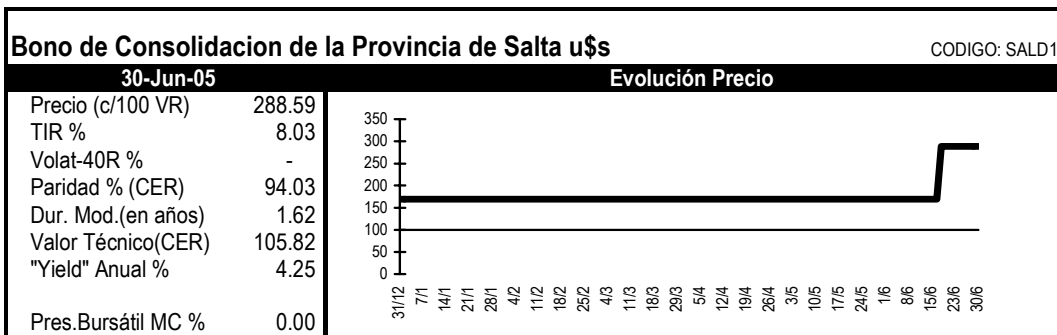 Bono de Consolidacion de la Provincia de Salta u$s CODIGO: SALD1
30-Jun-05 Evolución Precio
Precio (c/100 VR) 288.59
TIR % 8.03
Volat-40R % -
Paridad % (CER) 94.03
Dur. Mod.(en años) 1.62
Valor Técnico(CER) 105.82
"Yield" Anual % 4.25
Pres.Bursátil MC % 0.00
350
300
250
200
150
100
50
0
31/12 7/1 14/1 21/1 28/1 4/2 11/2 18/2 25/2 4/3 11/3 18/3 29/3 5/4 12/4 19/4 26/4 3/5 10/5 17/5 24/5 1/6 8/6 15/6 23/6 30/6